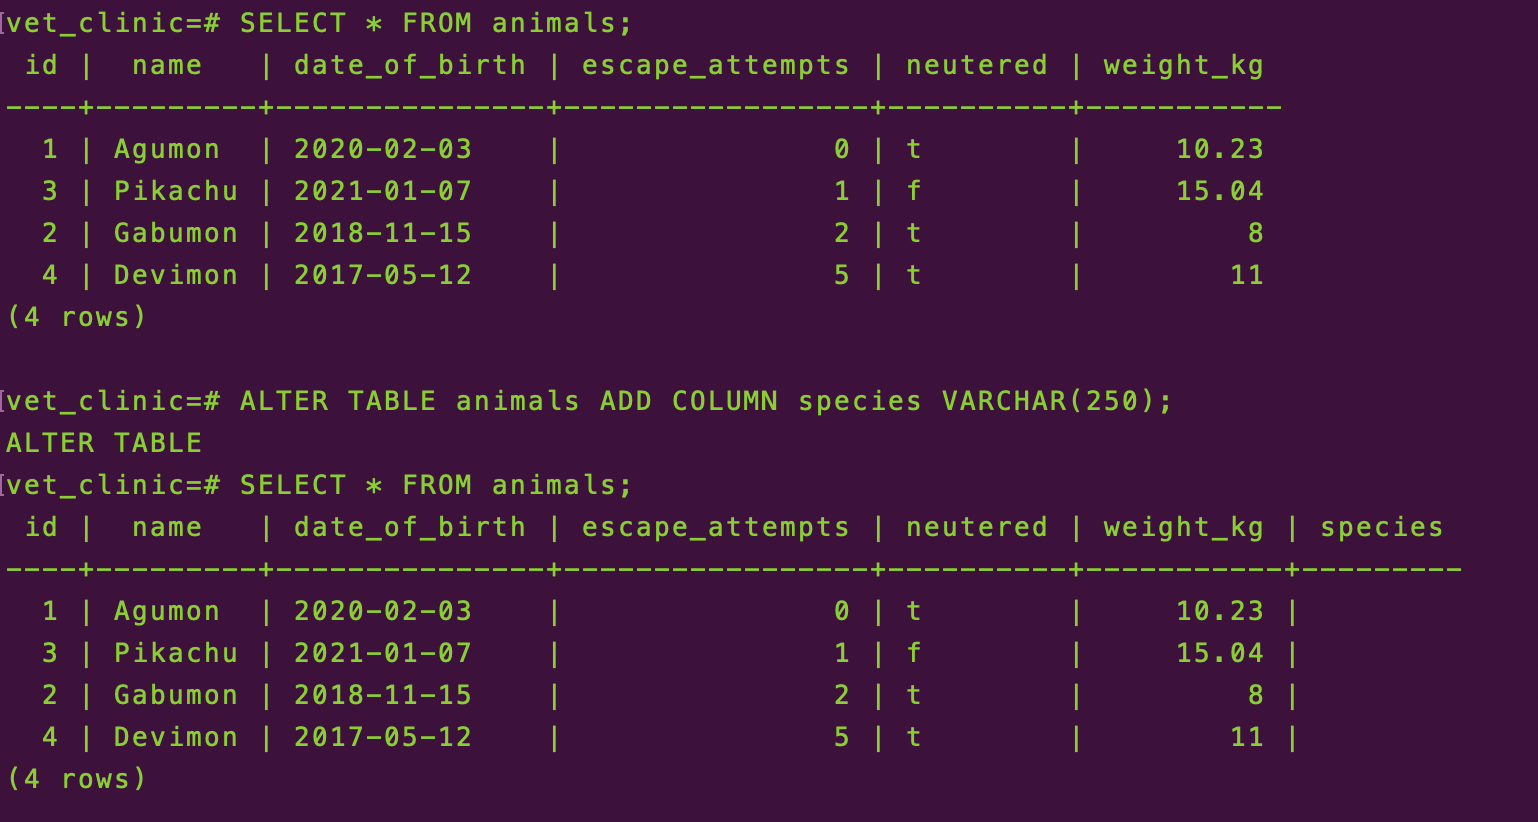 vet_clinic=# SELECT * FROM animals;
 id |  name   | date_of_birth | escape_attempts | neutered | weight_kg
----+---------+---------------+-----------------+----------+-----------
  1 | Agumon  | 2020-02-03    |               0 | t        |     10.23
  3 | Pikachu | 2021-01-07    |               1 | f        |     15.04
  2 | Gabumon | 2018-11-15    |               2 | t        |         8
  4 | Devimon | 2017-05-12    |               5 | t        |        11
(4 rows)

vet_clinic=# ALTER TABLE animals ADD COLUMN species VARCHAR(250);
ALTER TABLE
vet_clinic=# SELECT * FROM animals;
 id |  name   | date_of_birth | escape_attempts | neutered | weight_kg | species
----+---------+---------------+-----------------+----------+-----------+---------
  1 | Agumon  | 2020-02-03    |               0 | t        |     10.23 |
  3 | Pikachu | 2021-01-07    |               1 | f        |     15.04 |
  2 | Gabumon | 2018-11-15    |               2 | t        |         8 |
  4 | Devimon | 2017-05-12    |               5 | t        |        11 |
(4 rows)